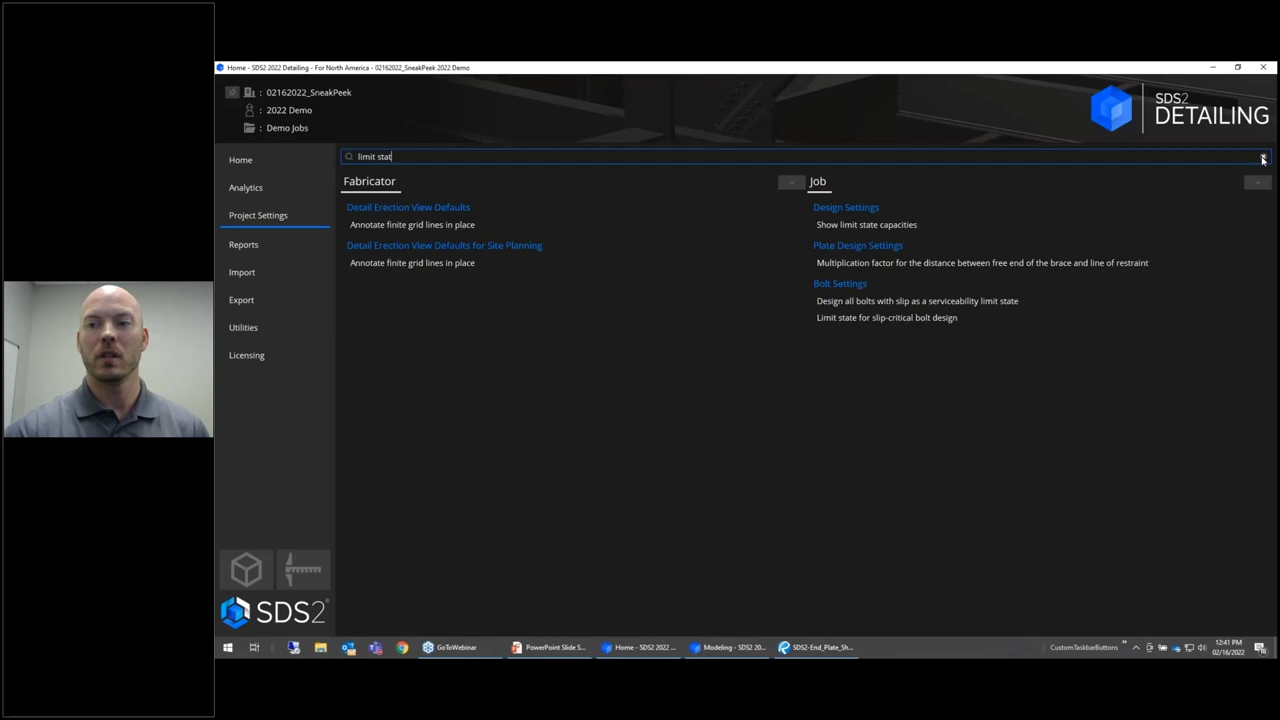 Home - SDS2 2022 Detailing - For North America - 02162022_SneakPeek 2022 Demo
: 02162022_SneakPeek
: 2022 Demo
: Demo Jobs
SDS2
DETAILING
Home
Analytics
Project Settings
Reports
Import
Export
Utilities
Licensing
limit stat
Fabricator
Detail Erection View Defaults
Annotate finite grid lines in place
Detail Erection View Defaults for Site Planning
Annotate finite grid lines in place
Job
Design Settings
Show limit state capacities
Plate Design Settings
Multiplication factor for the distance between free end of the brace and line of restraint
Bolt Settings
Design all bolts with slip as a serviceability limit state
Limit state for slip-critical bolt design
SDS2
GoToWebinar
PowerPoint Slide S...
Home - SDS2 2022 ...
Modeling - SDS2 20...
SDS2-End_Plate_Sh...
CustomTaskbarButtons
12:41 PM
02/16/2022